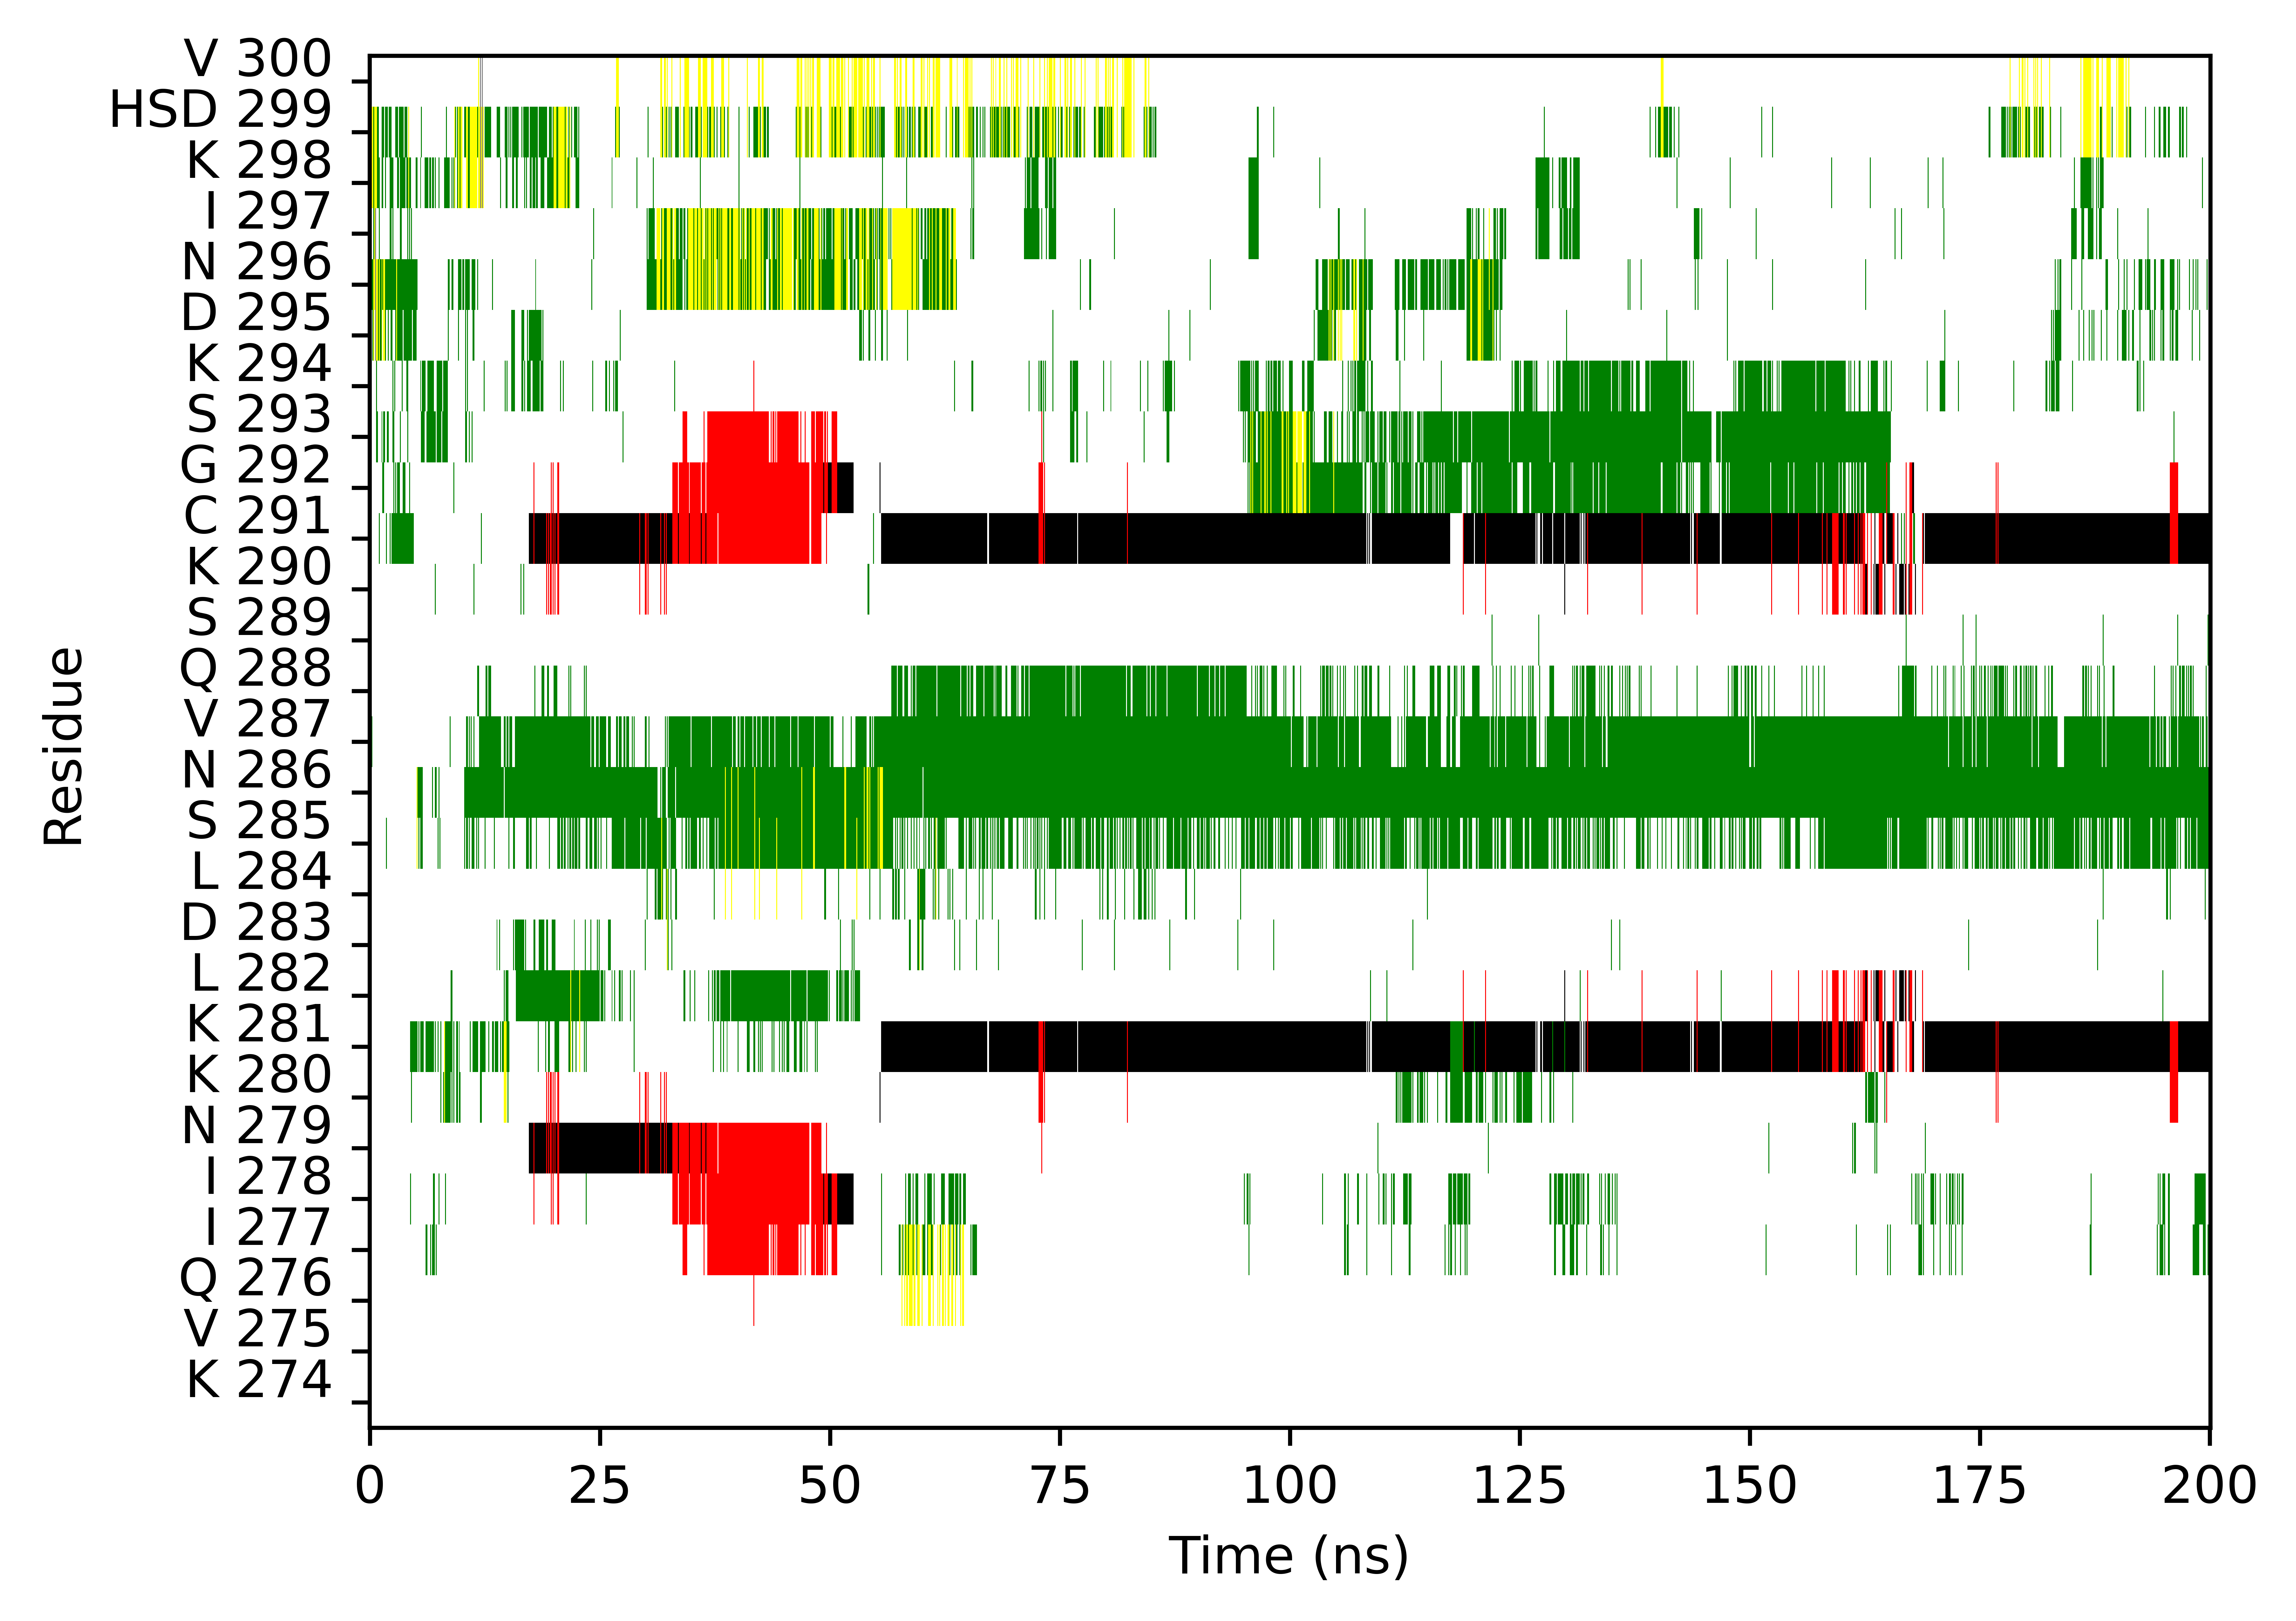 V 300
HSD 299
K 298
I 297
N 296
D 295
K 294
S 293
G 292
C 291
K 290
S 289
Q 288
V 287
N 286
S 285
L 284
D 283
L 282
K 281
K 280
N 279
I 278
I 277
Q 276
V 275
K 274
Residue
0 25 50 75 100 125 150 175 200
Time (ns)